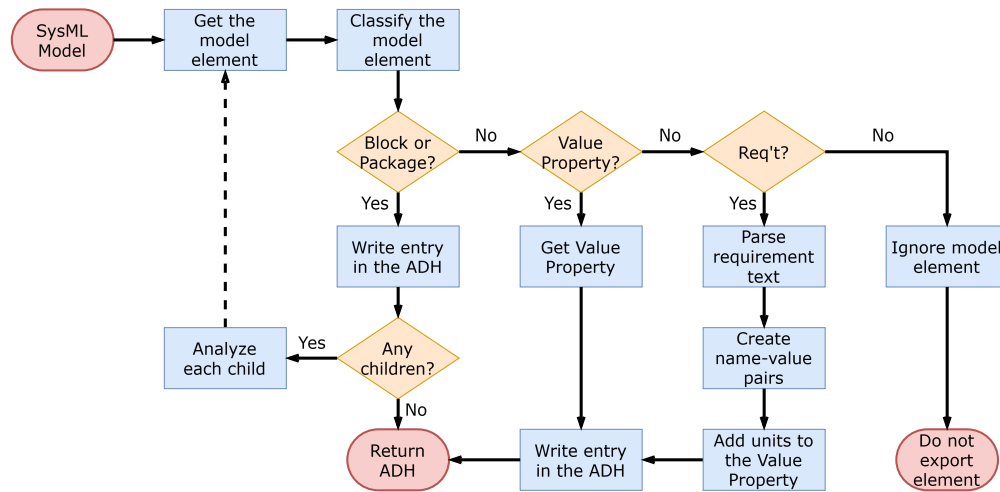 SysML
Model
Get the
model
element
Classify the
model
element
Block or
Package?
No
Value
Property?
No
Req't?
No
Yes
Yes
Yes
Write entry
in the ADH
Get Value
Property
Parse
requirement
text
Ignore model
element
Analyze
each child
Yes
Any
children?
Create
name-value
pairs
No
Return
ADH
Write entry
in the ADH
Add units to
the Value
Property
Do not
export
element